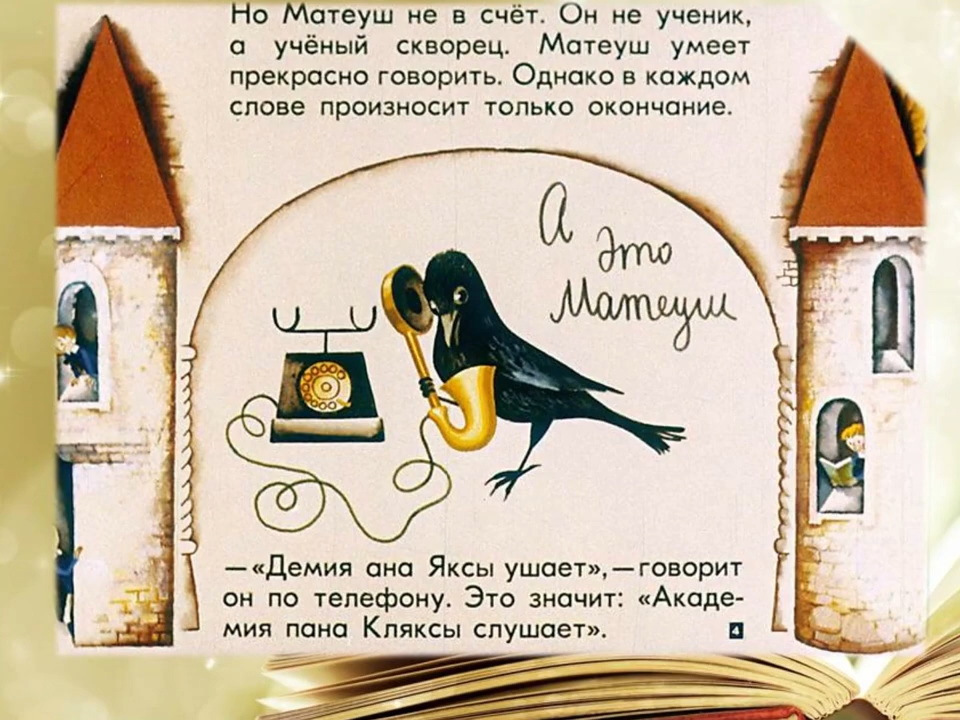 Но Матеуш не в счёт. Он не ученик,
а учёный скворец. Матеуш умеет
прекрасно говорить. Однако в каждом
слове произносит только окончание.
А
это
Матеуш
—«Демия ана Яксы ушает»,—говорит
он по телефону. Это значит: «Акаде-
мия пана Кляксы слушает».
4